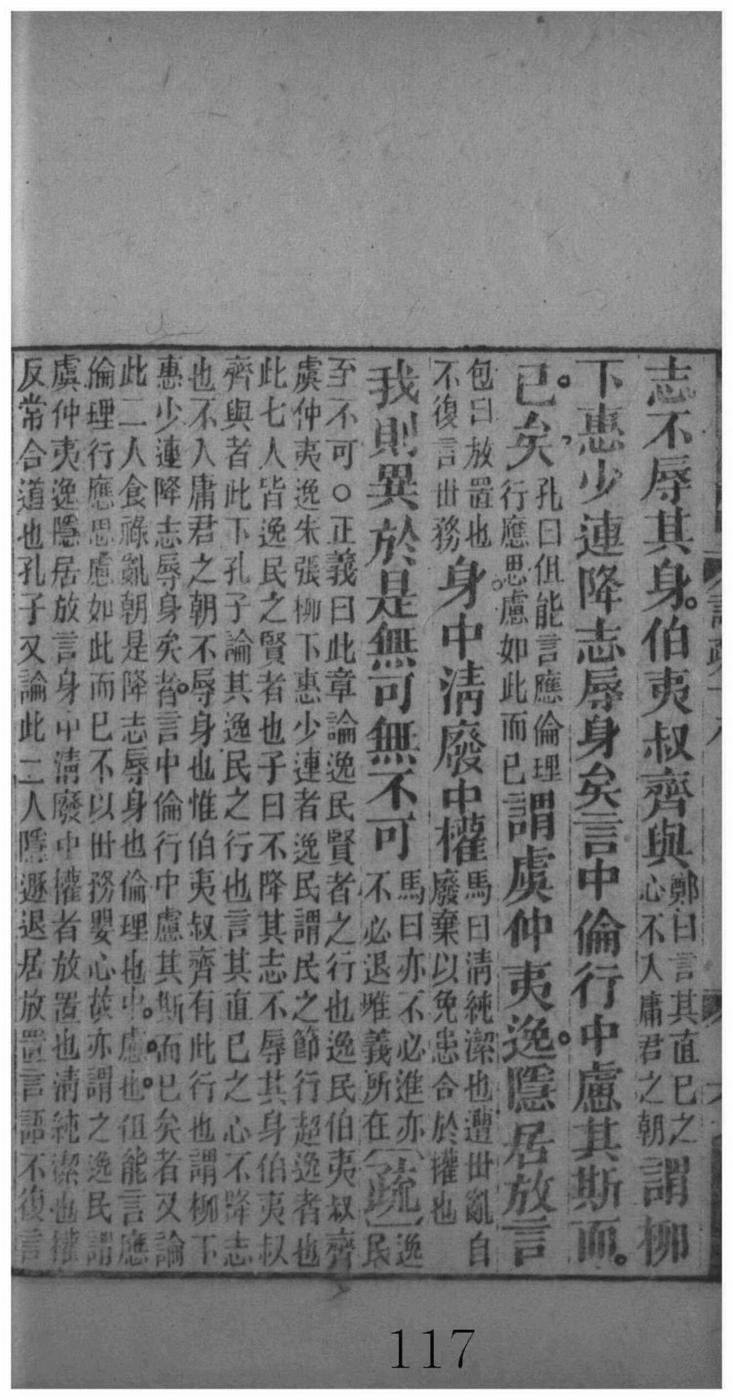 志不辱其身伯夷叔齊與鄭曰言其直已之心不入庸君之朝謂柳
下惠少連降志辱身矣言中倫行中慮其斯而
已矣孔曰但能言應倫理行應思慮如此而已謂虞仲夷逸隱居放言
包曰放置也不復言世務身中淸廢中權馬曰淸純潔也遭世亂自廢棄以免患合於權也
我則異於是無可無不可馬曰亦不必進亦不必退唯義所在疏逸民
至不可○正義曰此章論逸民賢者之行也逸民伯夷叔齊
虞仲夷逸朱張柳下惠少連者逸民謂民之節行超逸者也
此七人皆逸民之賢者也子曰不降其志不辱其身伯夷叔
齊與者此下孔子論其逸民之行也言其直已之心不降志
也不入庸君之朝不辱身也惟伯夷叔齊有此行也謂柳下
惠少連降志辱身矣者言中倫行中慮其斯而已矣者又論
此二人食祿亂朝是降志辱身也倫理也中慮也但能言應
倫理行應思慮如此而已不以世務嬰心故亦謂之逸民謂
虞仲夷逸隱居放言身中淸廢中權者放置也淸純潔也權
反常合道也孔子又論此二人隱遯退居放置言語不復言
117